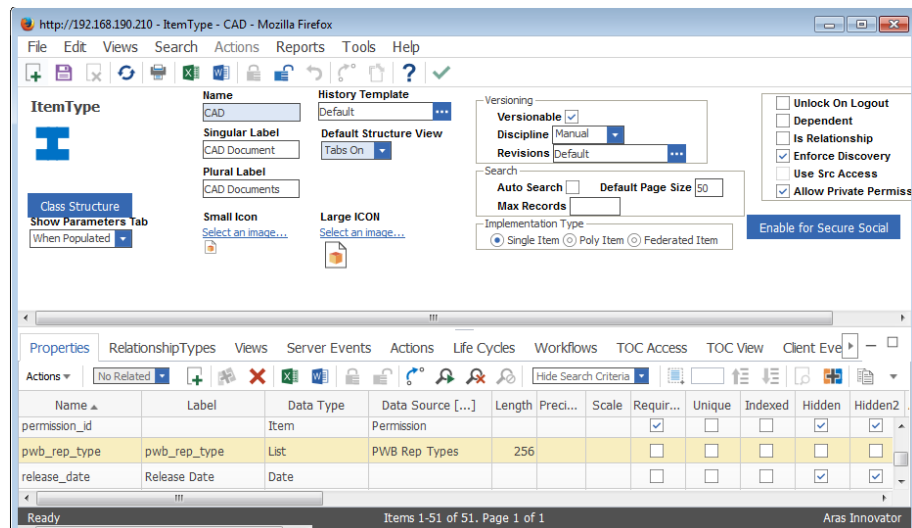 http://192.168.190.210 - ItemType - CAD - Mozilla Firefox
File Edit Views Search Actions Reports Tools Help
ItemType
Name
CAD
History Template
Default
Singular Label
CAD Document
Default Structure View
Tabs On
Plural Label
CAD Documents
Class Structure
Show Parameters Tab
When Populated
Small Icon
Select an image...
Large ICON
Select an image...
Versioning
Versionable
Discipline Manual
Revisions Default
Search
Auto Search Default Page Size 50
Max Records
Implementation Type
Single Item Poly Item Federated Item
Unlock On Logout
Dependent
Is Relationship
Enforce Discovery
Use Src Access
Allow Private Permiss
Enable for Secure Social
Properties RelationshipTypes Views Server Events Actions Life Cycles Workflows TOC Access TOC View Client Eve
Actions No Related Hide Search Criteria
Name Label Data Type Data Source [...] Length Preci... Scale Requir... Unique Indexed Hidden Hidden2
permission_id Item Permission
pwb_rep_type pwb_rep_type List PWB Rep Types 256
release_date Release Date Date
Ready Items 1-51 of 51. Page 1 of 1 Aras Innovator